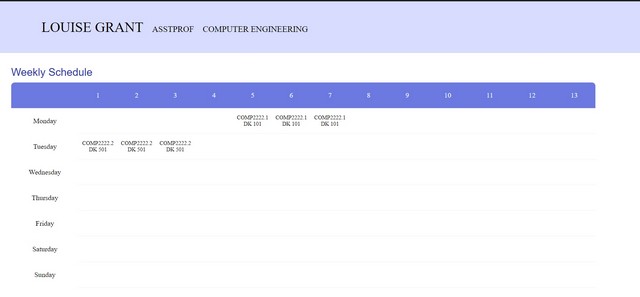 LOUISE GRANT ASSTPROF COMPUTER ENGINEERING
Weekly Schedule
1 2 3 4 5 6 7 8 9 10 11 12 13
Monday COMP2222.1 COMP2222.1 COMP2222.1
DK 101 DK 101 DK 101
Tuesday COMP2222.2 COMP2222.2 COMP2222.2
DK 501 DK 501 DK 501
Wednesday
Thursday
Friday
Saturday
Sunday